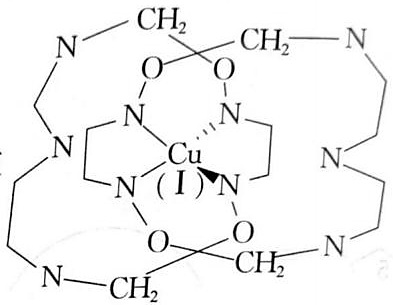 CH₂
N O O CH₂ N
N N
N Cu N
N (I) N
O O
N CH₂ CH₂ N